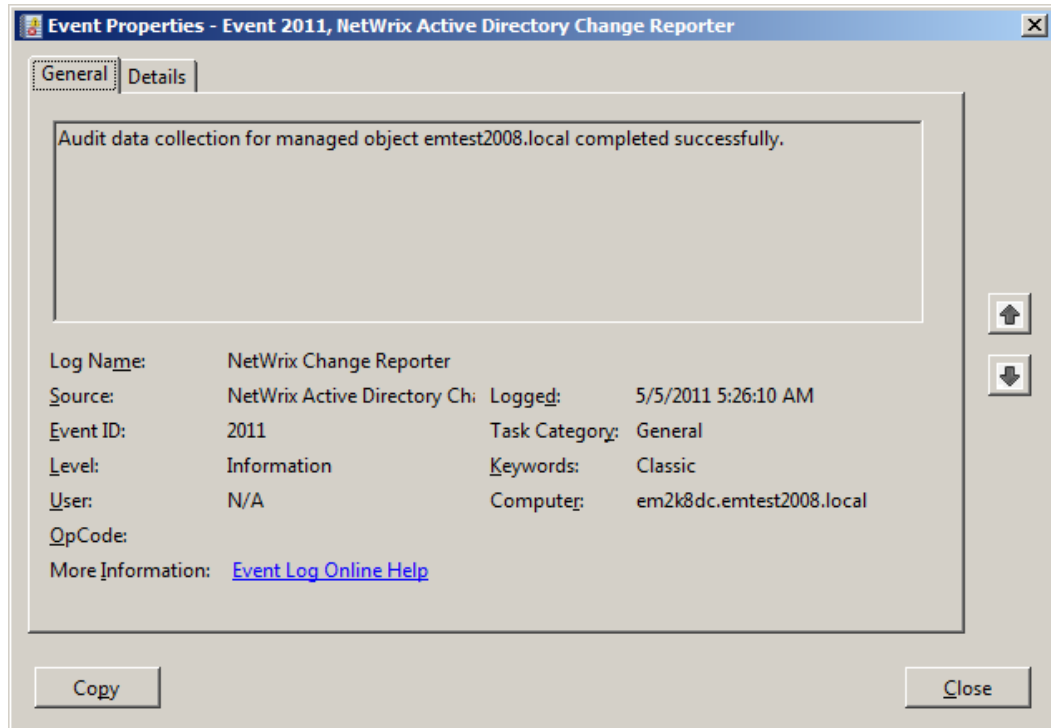 Event Properties - Event 2011, NetWrix Active Directory Change Reporter
General Details
Audit data collection for managed object emtest2008.local completed successfully.
Log Name: NetWrix Change Reporter
Source: NetWrix Active Directory Cha Logged: 5/5/2011 5:26:10 AM
Event ID: 2011 Task Category: General
Level: Information Keywords: Classic
User: N/A Computer: em2k8dc.emtest2008.local
OpCode:
More Information: Event Log Online Help
Copy Close